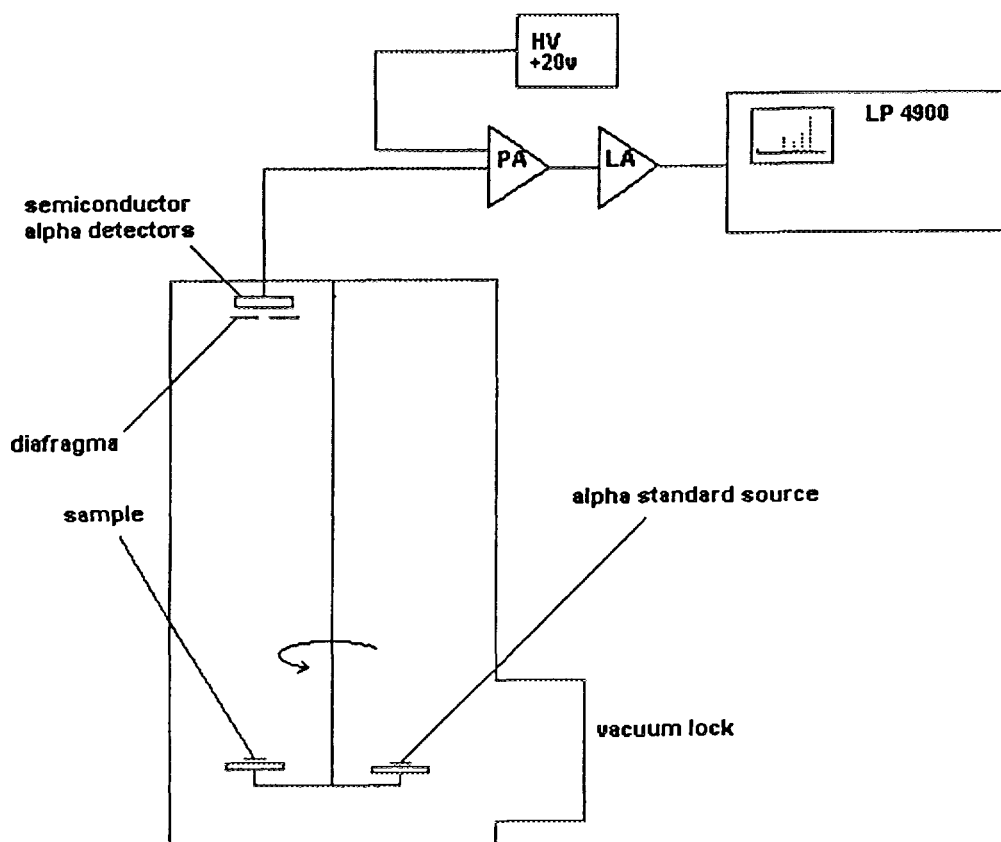 HV
+20v
LP 4900
PA
LA
semiconductor
alpha detectors
diafragma
sample
alpha standard source
vacuum lock